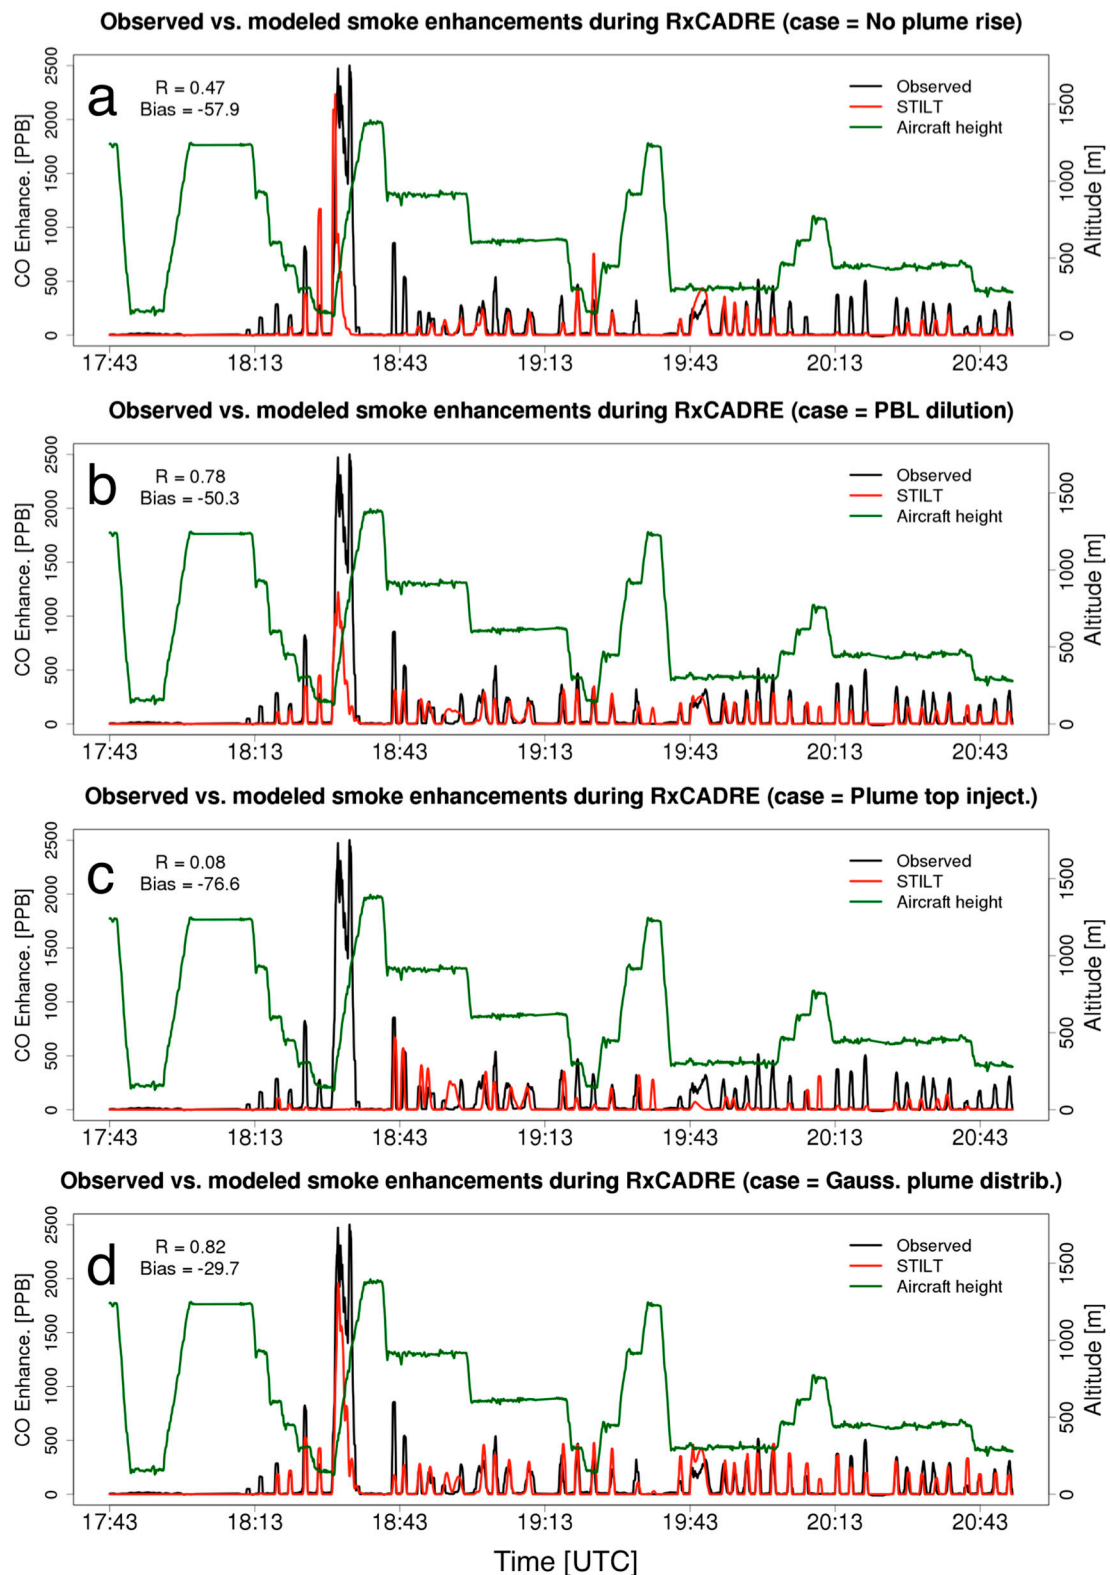 Observed vs. modeled smoke enhancements during RxCADRE (case = No plume rise)
a
R = 0.47
Bias = -57.9
Observed
STILT
Aircraft height
CO Enhance. [PPB]
0 500 1000 1500 2000 2500
Altitude [m]
0 500 1000 1500
17:43 18:13 18:43 19:13 19:43 20:13 20:43
Observed vs. modeled smoke enhancements during RxCADRE (case = PBL dilution)
b
R = 0.78
Bias = -50.3
Observed
STILT
Aircraft height
CO Enhance. [PPB]
0 500 1000 1500 2000 2500
Altitude [m]
0 500 1000 1500
17:43 18:13 18:43 19:13 19:43 20:13 20:43
Observed vs. modeled smoke enhancements during RxCADRE (case = Plume top inject.)
c
R = 0.08
Bias = -76.6
Observed
STILT
Aircraft height
CO Enhance. [PPB]
0 500 1000 1500 2000 2500
Altitude [m]
0 500 1000 1500
17:43 18:13 18:43 19:13 19:43 20:13 20:43
Observed vs. modeled smoke enhancements during RxCADRE (case = Gauss. plume distrib.)
d
R = 0.82
Bias = -29.7
Observed
STILT
Aircraft height
CO Enhance. [PPB]
0 500 1000 1500 2000 2500
Altitude [m]
0 500 1000 1500
17:43 18:13 18:43 19:13 19:43 20:13 20:43
Time [UTC]